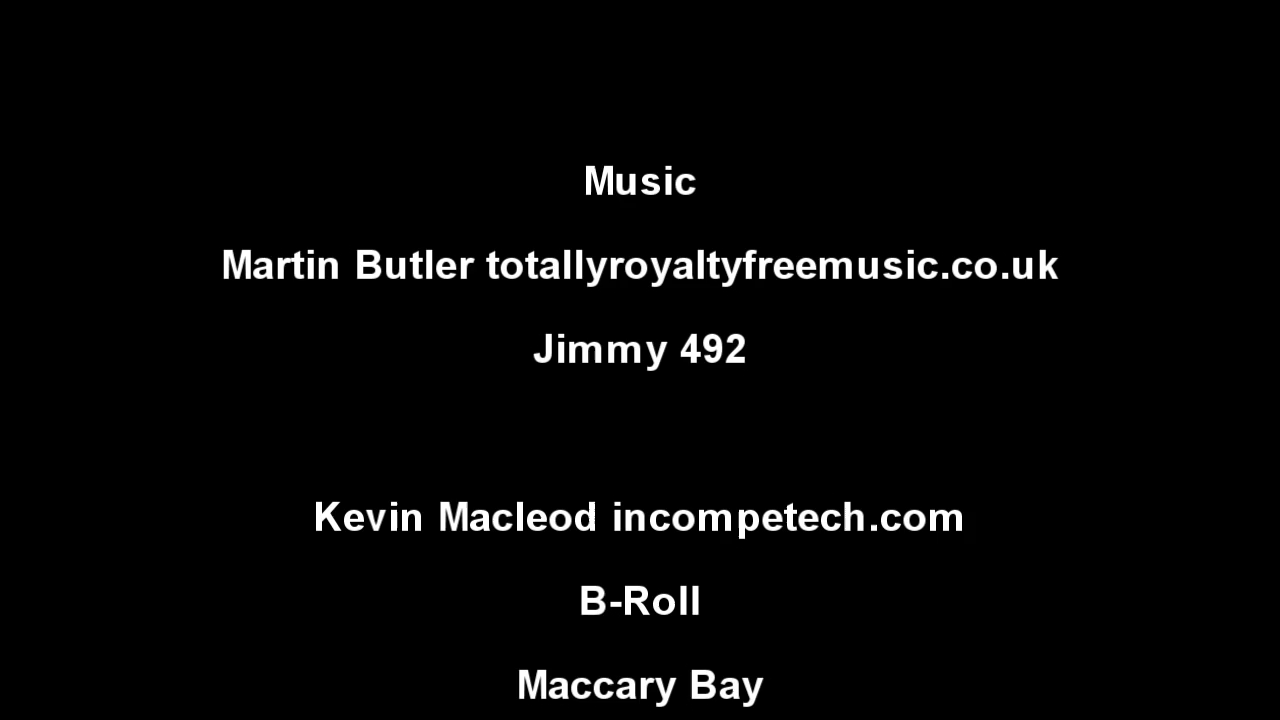 Music
Martin Butler totallyroyaltyfreemusic.co.uk
Jimmy 492
Kevin Macleod incompetech.com
B-Roll
Maccary Bay